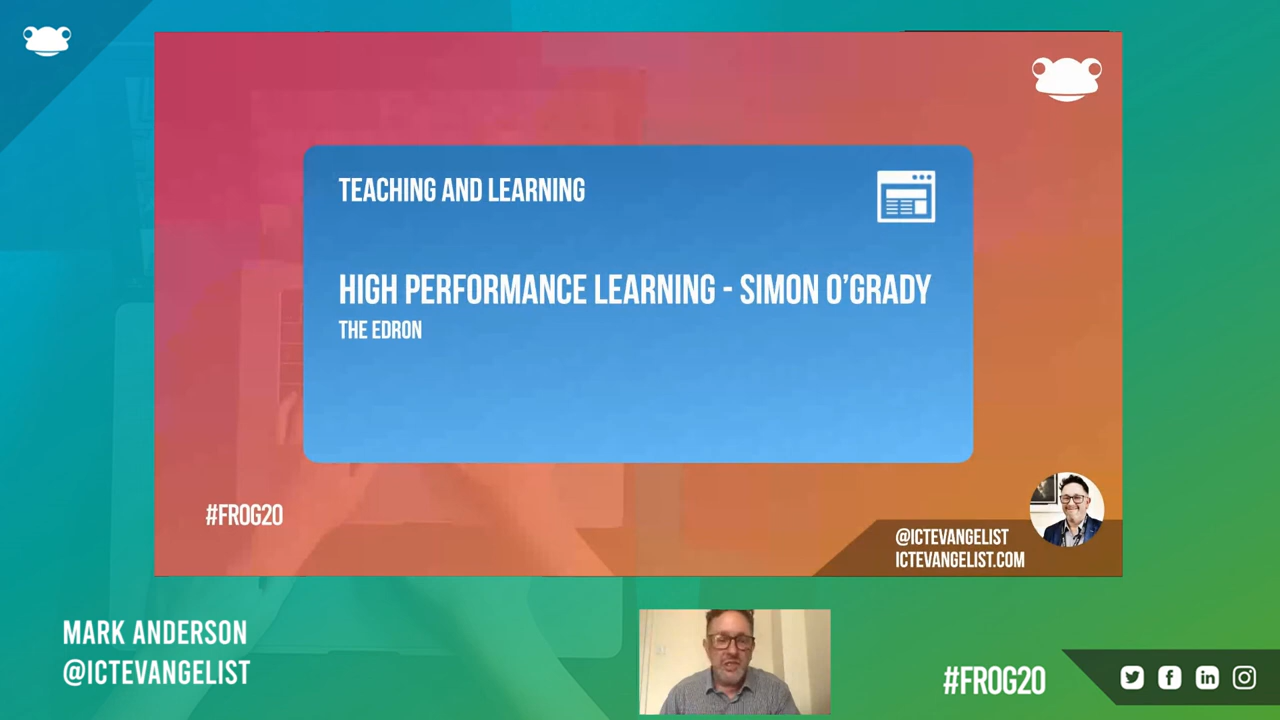 TEACHING AND LEARNING
HIGH PERFORMANCE LEARNING - SIMON O'GRADY
THE EDRON
#FROG20
@ICTEVANGELIST
ICTEVANGELIST.COM
MARK ANDERSON
@ICTEVANGELIST
#FROG20